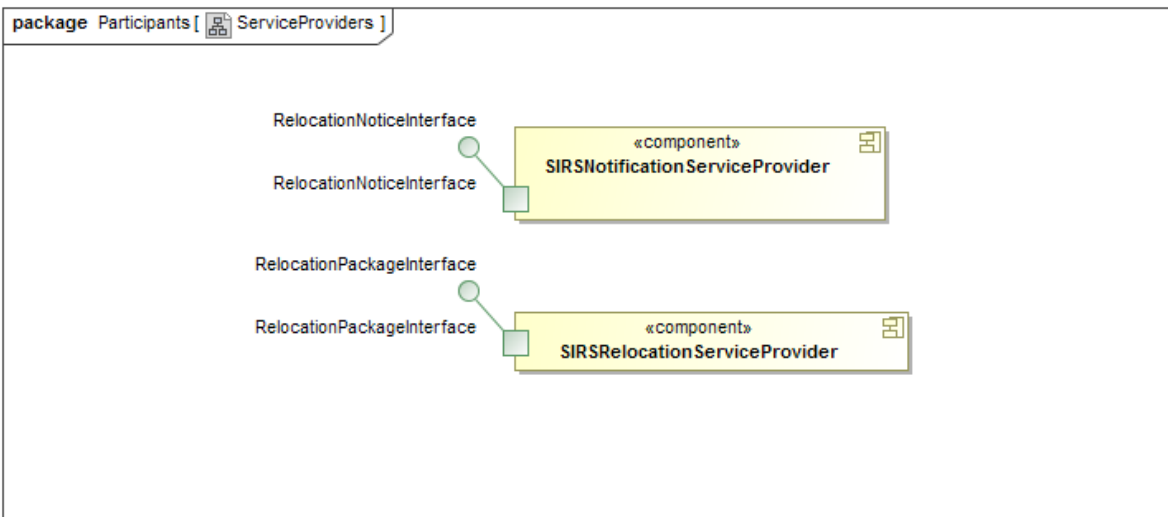 package Participants [ ServiceProviders ]
RelocationNoticeInterface
«component»
SIRSNotificationServiceProvider
RelocationNoticeInterface
RelocationPackageInterface
RelocationPackageInterface
«component»
SIRSRelocationServiceProvider